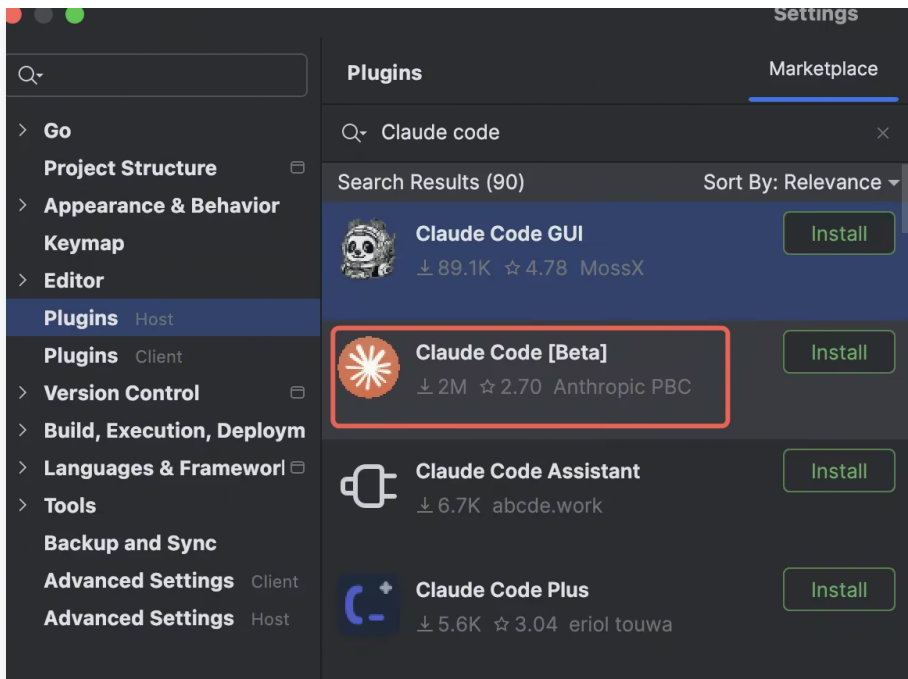 Settings
Go
Project Structure
Appearance & Behavior
Keymap
Editor
Plugins Host
Plugins Client
Version Control
Build, Execution, Deploym
Languages & Framewor
Tools
Backup and Sync
Advanced Settings Client
Advanced Settings Host
Plugins
Marketplace
Claude code
Search Results (90)
Sort By: Relevance
Claude Code GUI
Install
89.1K 4.78 MossX
Claude Code [Beta]
Install
2M 2.70 Anthropic PBC
Claude Code Assistant
Install
6.7K abcde.work
Claude Code Plus
Install
5.6K 3.04 eriol touwa